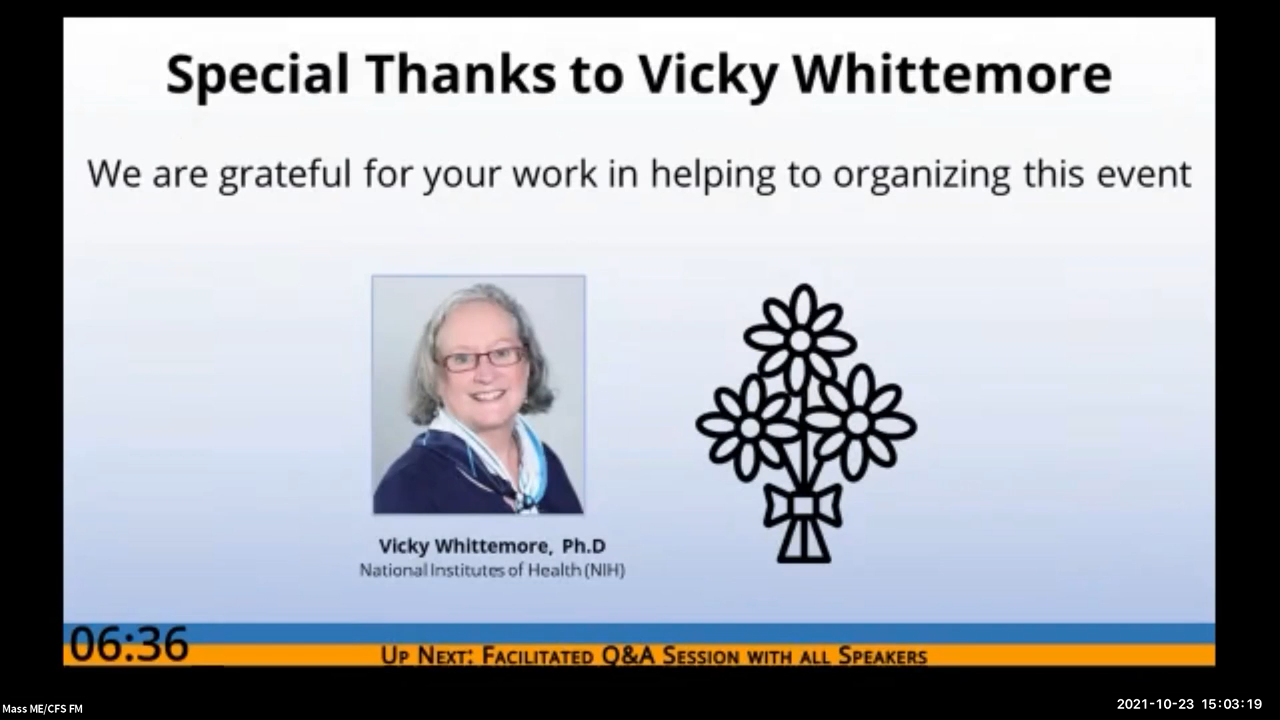 Special Thanks to Vicky Whittemore
We are grateful for your work in helping to organizing this event
Vicky Whittemore, Ph.D
National Institutes of Health (NIH)
06:36
Up Next: Facilitated Q&A Session with all Speakers
Mass ME/CFS FM
2021-10-23 15:03:19